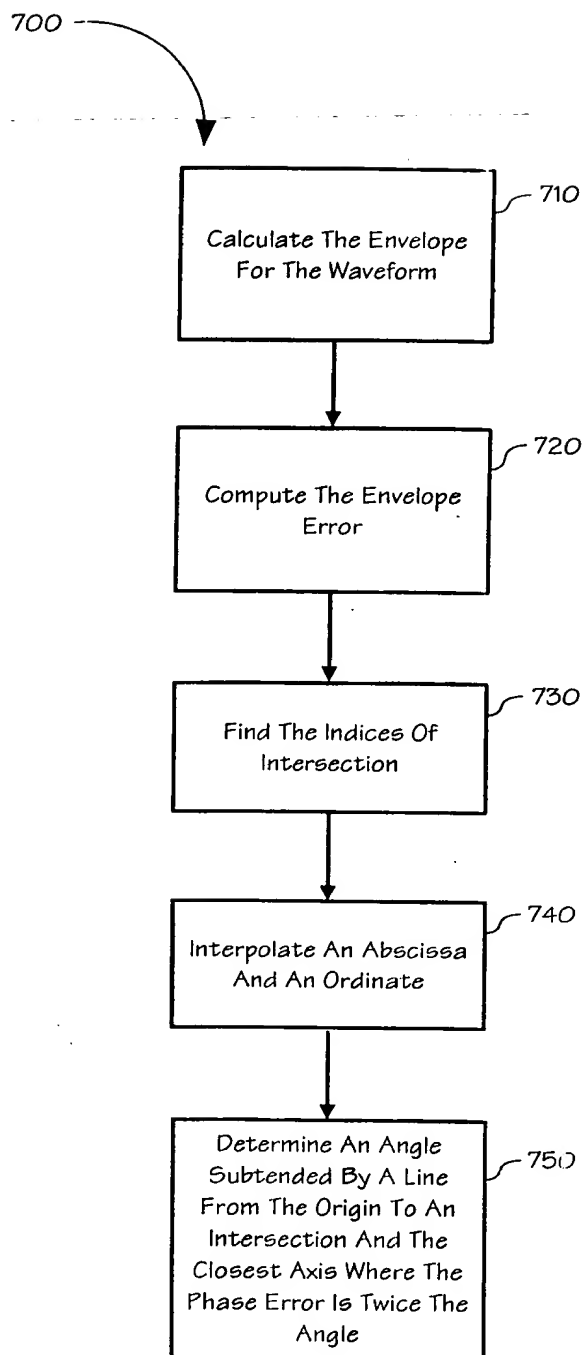 700
710
Calculate The Envelope
For The Waveform
720
Compute The Envelope
Error
730
Find The Indices Of
Intersection
740
Interpolate An Abscissa
And An Ordinate
750
Determine An Angle
Subtended By A Line
From The Origin To An
Intersection And The
Closest Axis Where The
Phase Error Is Twice The
Angle